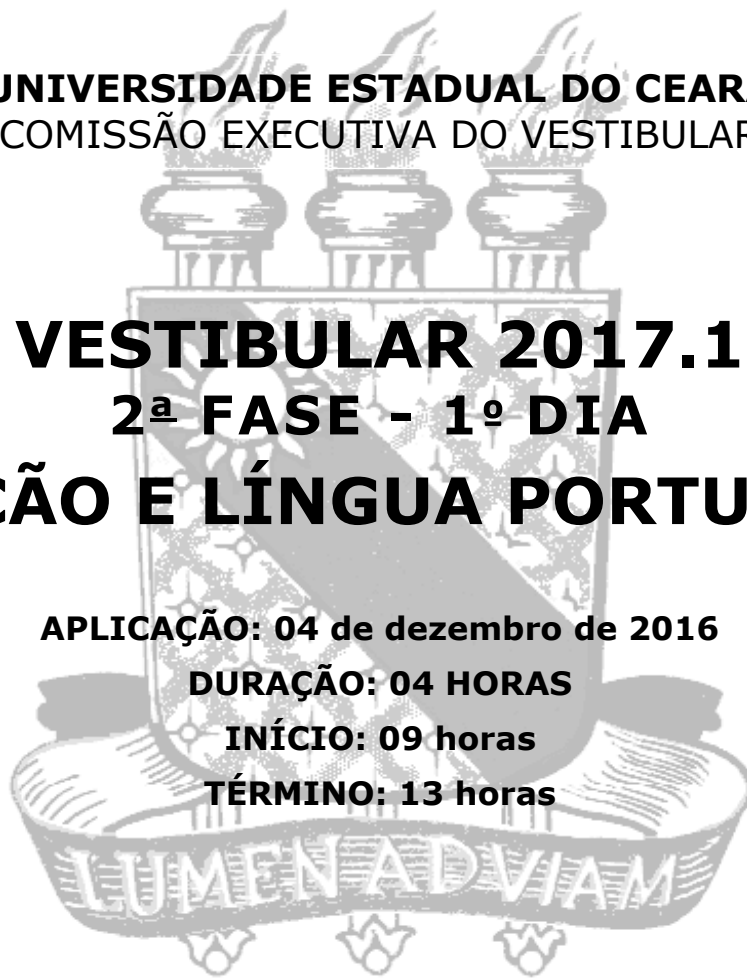 UNIVERSIDADE ESTADUAL DO CEAR
COMISSÃO EXECUTIVA DO VESTIBULAR
VESTIBULAR 2017.1
2ª FASE - 1º DIA
ÇÃO E LÍNGUA PORTU
APLICAÇÃO: 04 de dezembro de 2016
DURAÇÃO: 04 HORAS
INÍCIO: 09 horas
TÉRMINO: 13 horas
LUMEN AD VIAM